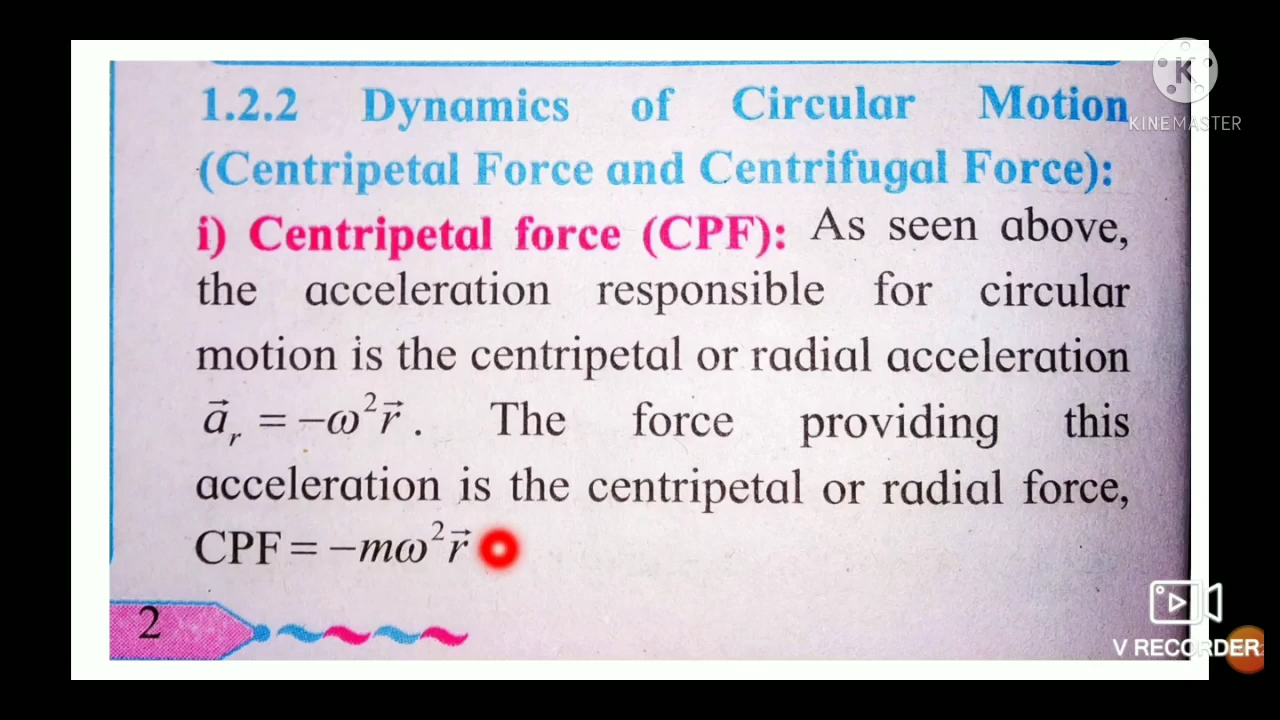 1.2.2 Dynamics of Circular Motion
(Centripetal Force and Centrifugal Force):
i) Centripetal force (CPF): As seen above,
the acceleration responsible for circular
motion is the centripetal or radial acceleration
a⃗ᵣ = −ω²r⃗ . The force providing this
acceleration is the centripetal or radial force,
CPF = −mω²r⃗
2
K
KINEMASTER
V RECORDER